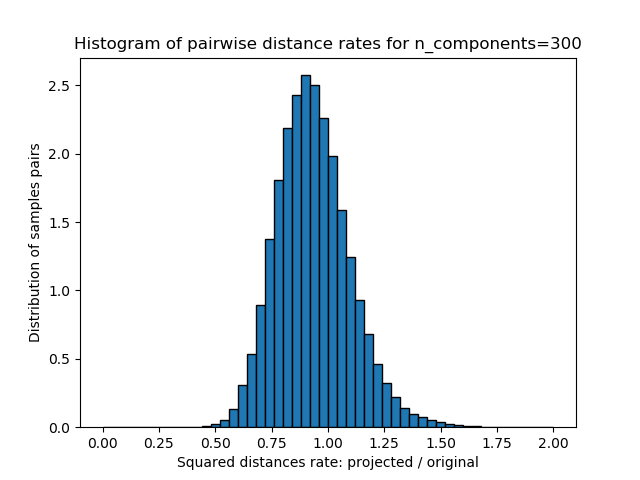 Histogram of pairwise distance rates for n_components=300
Distribution of samples pairs
2.5
2.0
1.5
1.0
0.5
0.0
0.00 0.25 0.50 0.75 1.00 1.25 1.50 1.75 2.00
Squared distances rate: projected / original